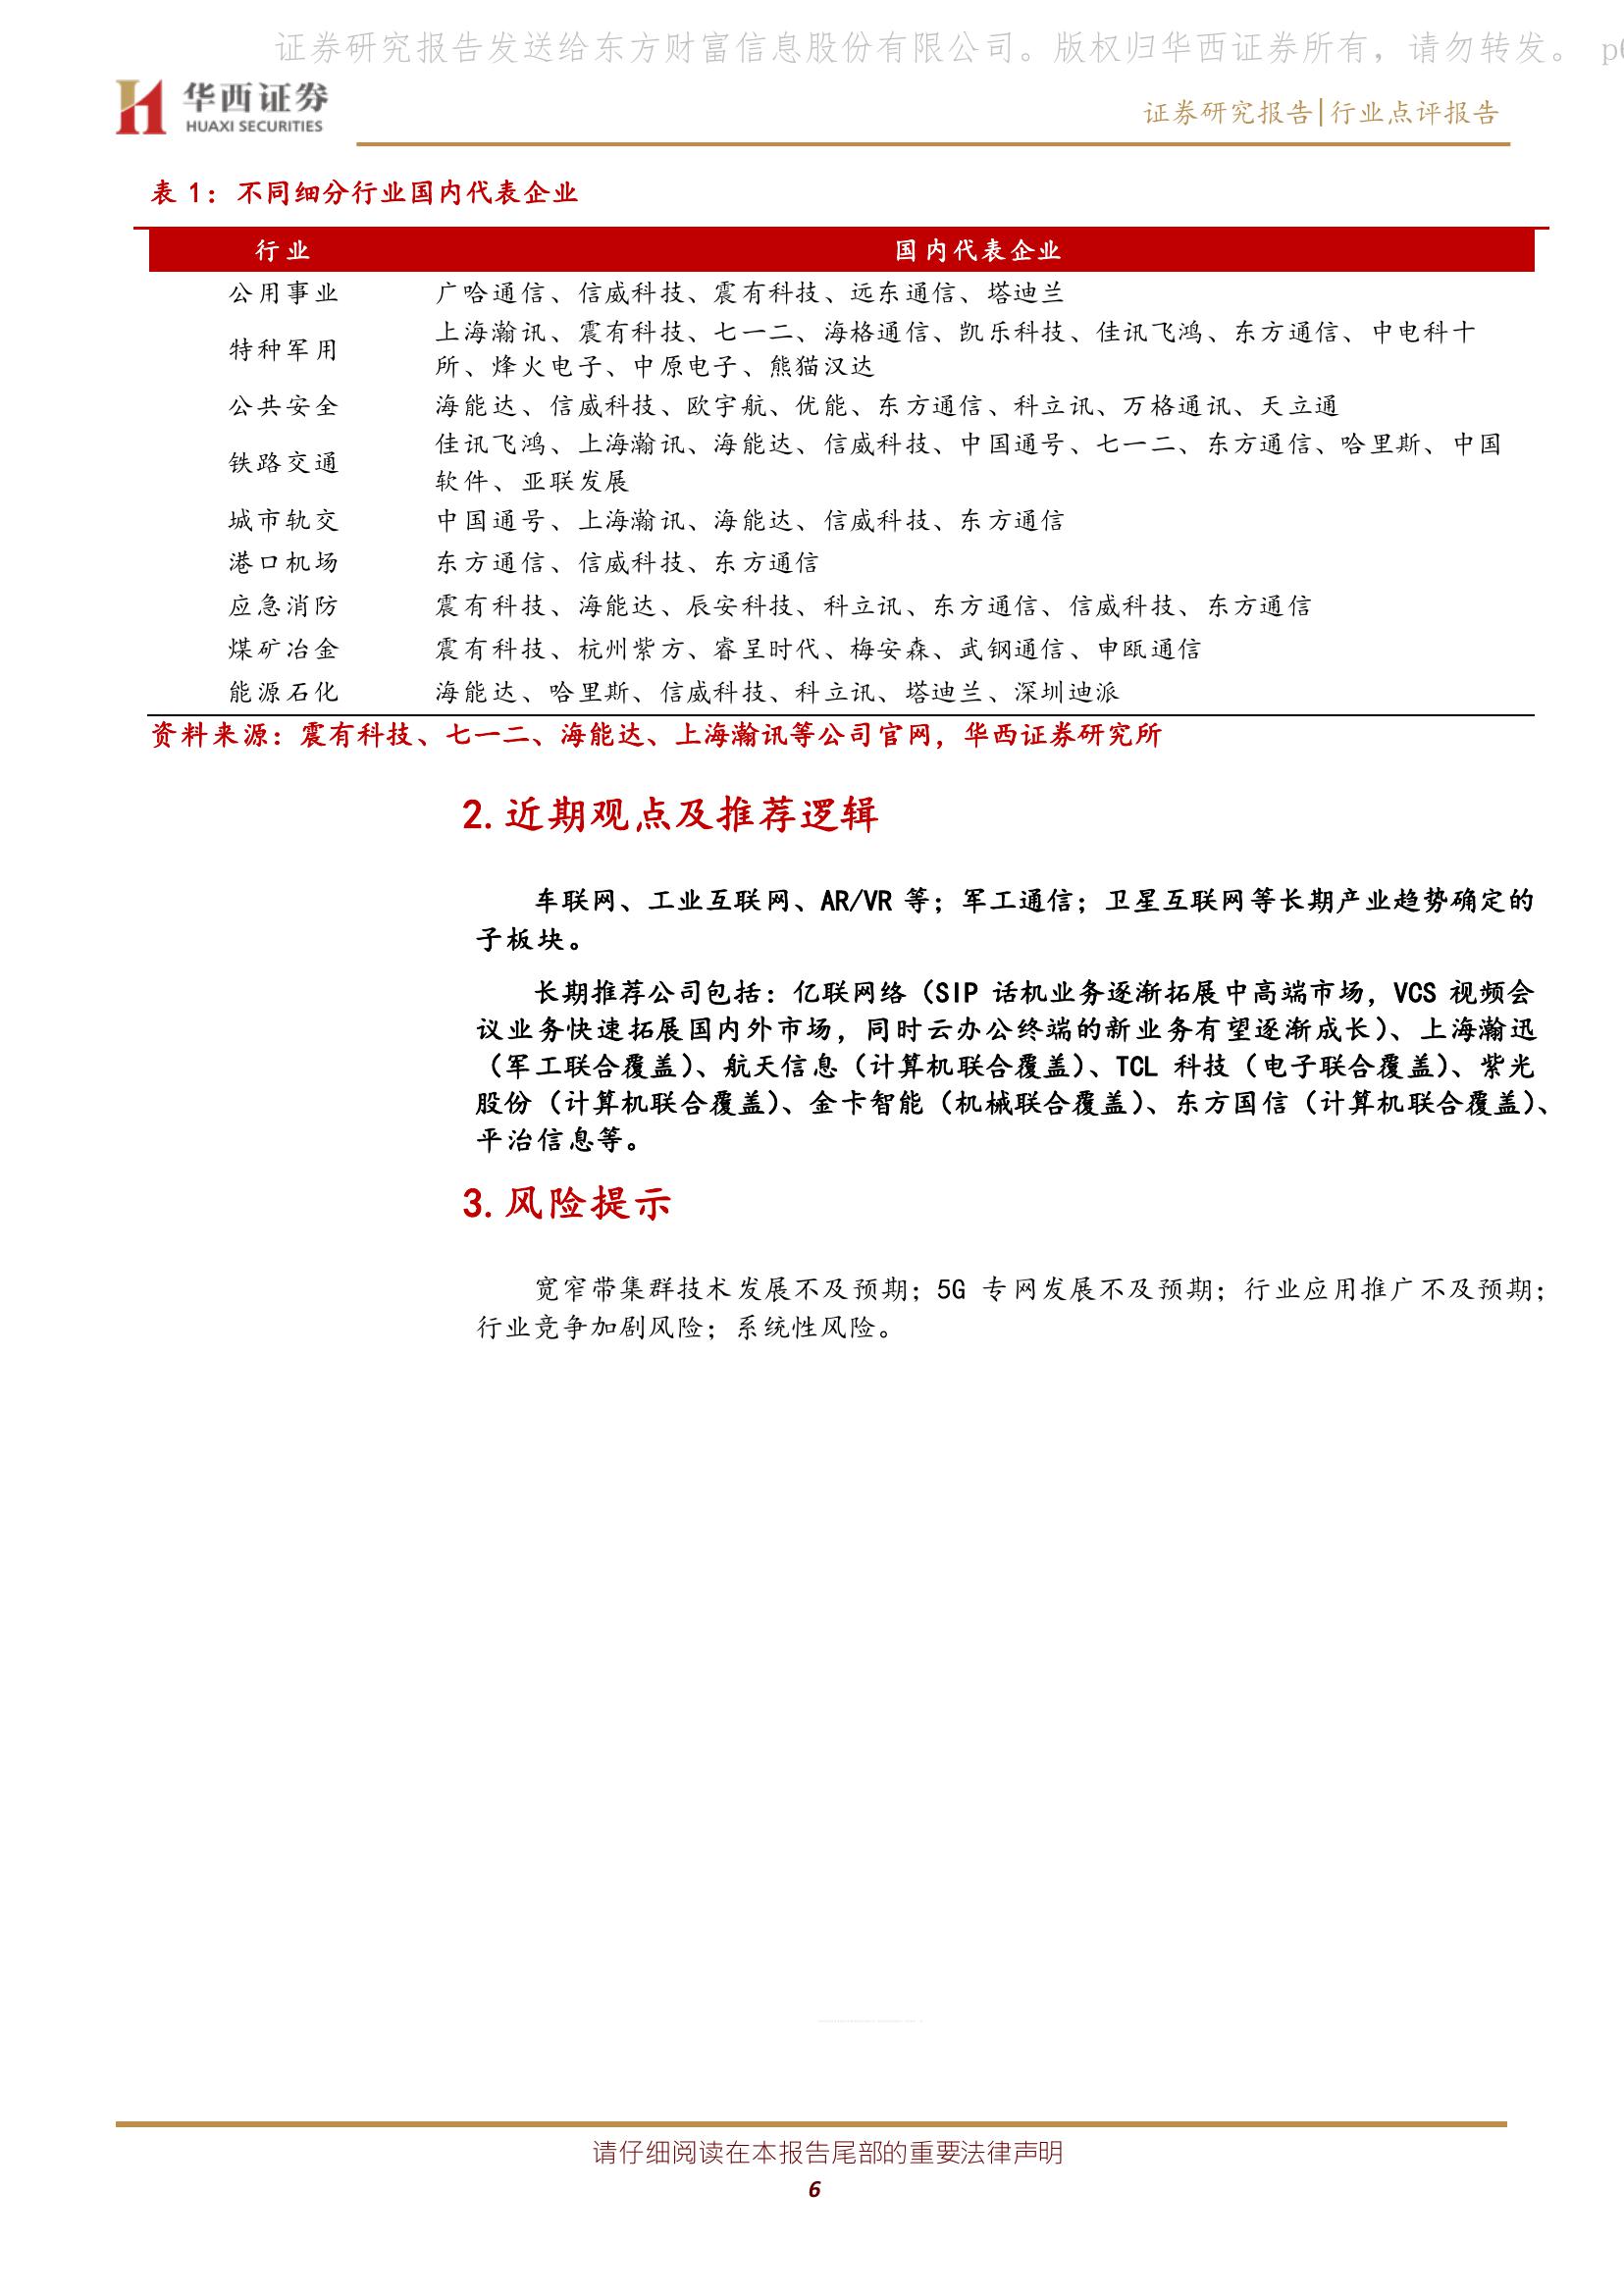 证券研究报告发送给东方财富信息股份有限公司。版权归华西证券所有，请勿转发。 p6
华西证券
HUAXI SECURITIES
证券研究报告|行业点评报告
表 1：不同细分行业国内代表企业
行业 国内代表企业
公用事业 广哈通信、信威科技、震有科技、远东通信、塔迪兰
特种军用 上海瀚讯、震有科技、七一二、海格通信、凯乐科技、佳讯飞鸿、东方通信、中电科十
所、烽火电子、中原电子、熊猫汉达
公共安全 海能达、信威科技、欧宇航、优能、东方通信、科立讯、万格通讯、天立通
铁路交通 佳讯飞鸿、上海瀚讯、海能达、信威科技、中国通号、七一二、东方通信、哈里斯、中国
软件、亚联发展
城市轨交 中国通号、上海瀚讯、海能达、信威科技、东方通信
港口机场 东方通信、信威科技、东方通信
应急消防 震有科技、海能达、辰安科技、科立讯、东方通信、信威科技、东方通信
煤矿冶金 震有科技、杭州紫方、睿呈时代、梅安森、武钢通信、申瓯通信
能源石化 海能达、哈里斯、信威科技、科立讯、塔迪兰、深圳迪派
资料来源：震有科技、七一二、海能达、上海瀚讯等公司官网，华西证券研究所
2. 近期观点及推荐逻辑
车联网、工业互联网、AR/VR 等；军工通信；卫星互联网等长期产业趋势确定的
子板块。
长期推荐公司包括：亿联网络（SIP 话机业务逐渐拓展中高端市场，VCS 视频会
议业务快速拓展国内外市场，同时云办公终端的新业务有望逐渐成长）、上海瀚迅
（军工联合覆盖）、航天信息（计算机联合覆盖）、TCL 科技（电子联合覆盖）、紫光
股份（计算机联合覆盖）、金卡智能（机械联合覆盖）、东方国信（计算机联合覆盖）、
平治信息等。
3. 风险提示
宽窄带集群技术发展不及预期；5G 专网发展不及预期；行业应用推广不及预期；
行业竞争加剧风险；系统性风险。
请仔细阅读在本报告尾部的重要法律声明
6